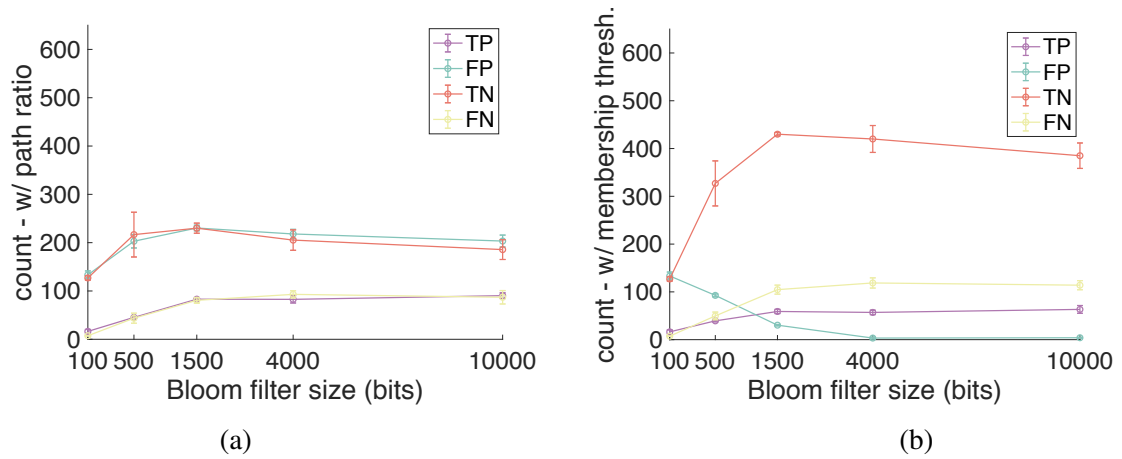 count - w/ path ratio
600
500
400
300
200
100
0
TP
FP
TN
FN
100 500 1500 4000 10000
Bloom filter size (bits)
(a)
count - w/ membership thresh.
600
500
400
300
200
100
0
TP
FP
TN
FN
100 500 1500 4000 10000
Bloom filter size (bits)
(b)